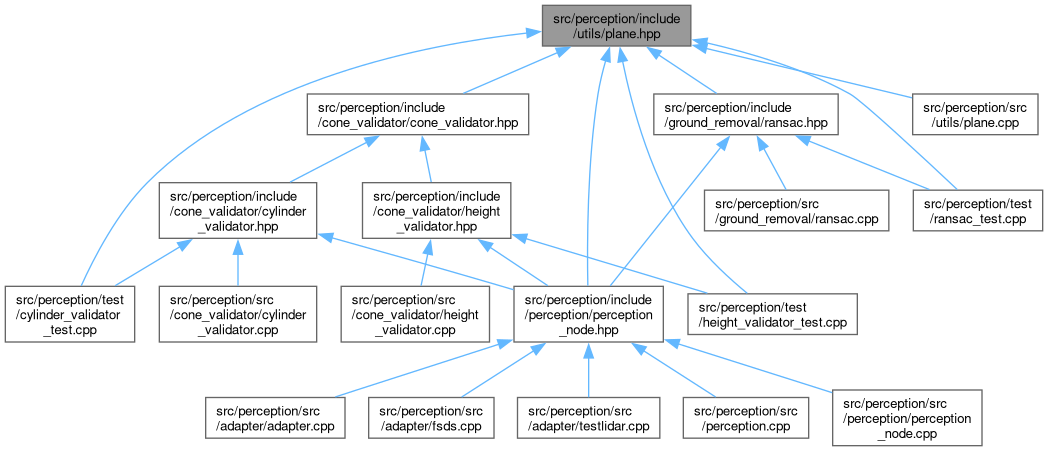 src/perception/include
/utils/plane.hpp
src/perception/include
/cone_validator/cone_validator.hpp
src/perception/include
/ground_removal/ransac.hpp
src/perception/src
/utils/plane.cpp
src/perception/include
/cone_validator/cylinder
_validator.hpp
src/perception/include
/cone_validator/height
_validator.hpp
src/perception/src
/ground_removal/ransac.cpp
src/perception/test
/ransac_test.cpp
src/perception/test
/cylinder_validator
_test.cpp
src/perception/src
/cone_validator/cylinder
_validator.cpp
src/perception/src
/cone_validator/height
_validator.cpp
src/perception/include
/perception/perception
_node.hpp
src/perception/test
/height_validator_test.cpp
src/perception/src
/adapter/adapter.cpp
src/perception/src
/adapter/fsds.cpp
src/perception/src
/adapter/testlidar.cpp
src/perception/src
/perception.cpp
src/perception/src
/perception/perception
_node.cpp